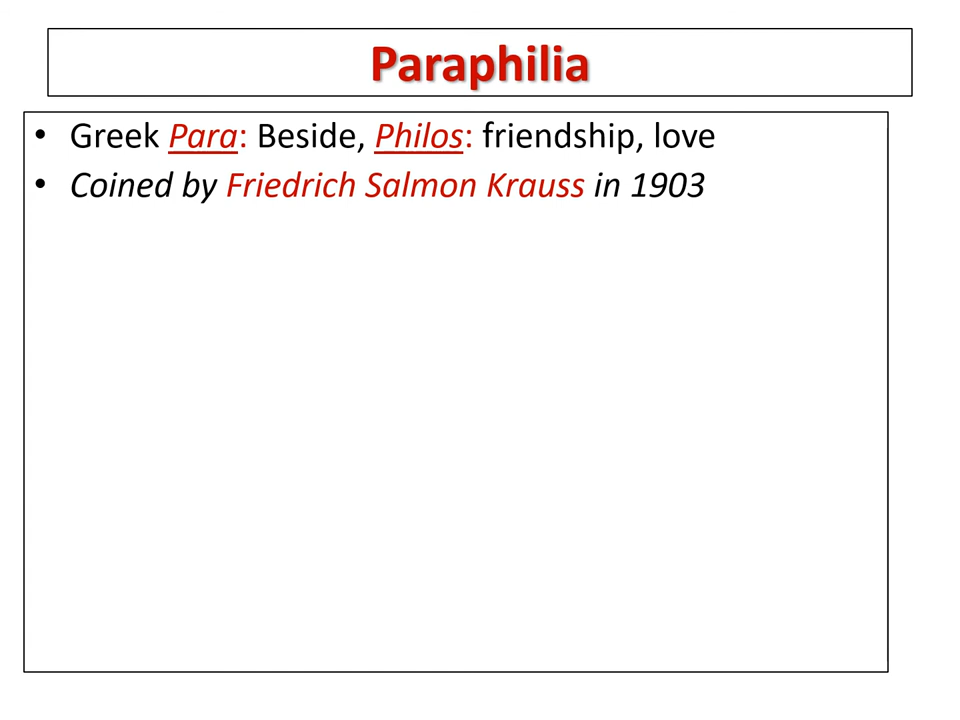 Paraphilia
• Greek Para: Beside, Philos: friendship, love
• Coined by Friedrich Salmon Krauss in 1903